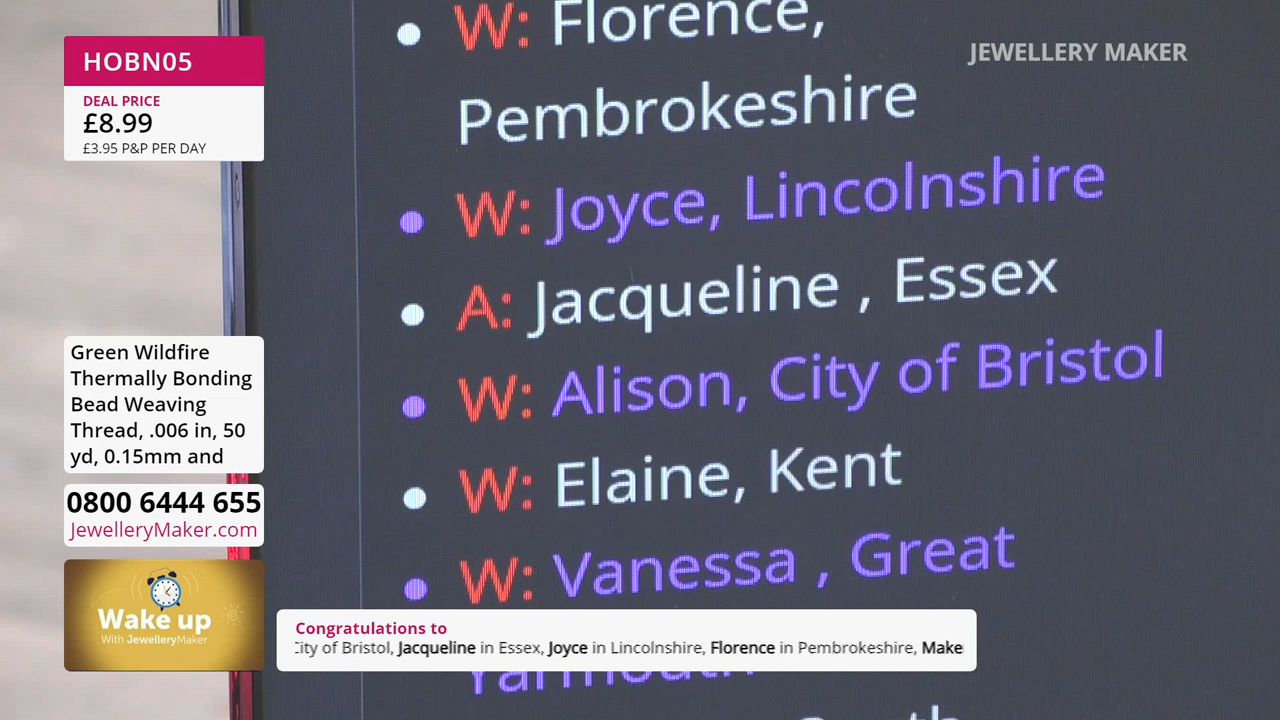 HOBN05
DEAL PRICE
£8.99
£3.95 P&P PER DAY
JEWELLERY MAKER
W: Florence,
Pembrokeshire
W: Joyce, Lincolnshire
A: Jacqueline , Essex
W: Alison, City of Bristol
W: Elaine, Kent
W: Vanessa , Great
Yarmouth
South
Green Wildfire
Thermally Bonding
Bead Weaving
Thread, .006 in, 50
yd, 0.15mm and
0800 6444 655
JewelleryMaker.com
Wake up
With JewelleryMaker
Congratulations to
City of Bristol, Jacqueline in Essex, Joyce in Lincolnshire, Florence in Pembrokeshire, Make